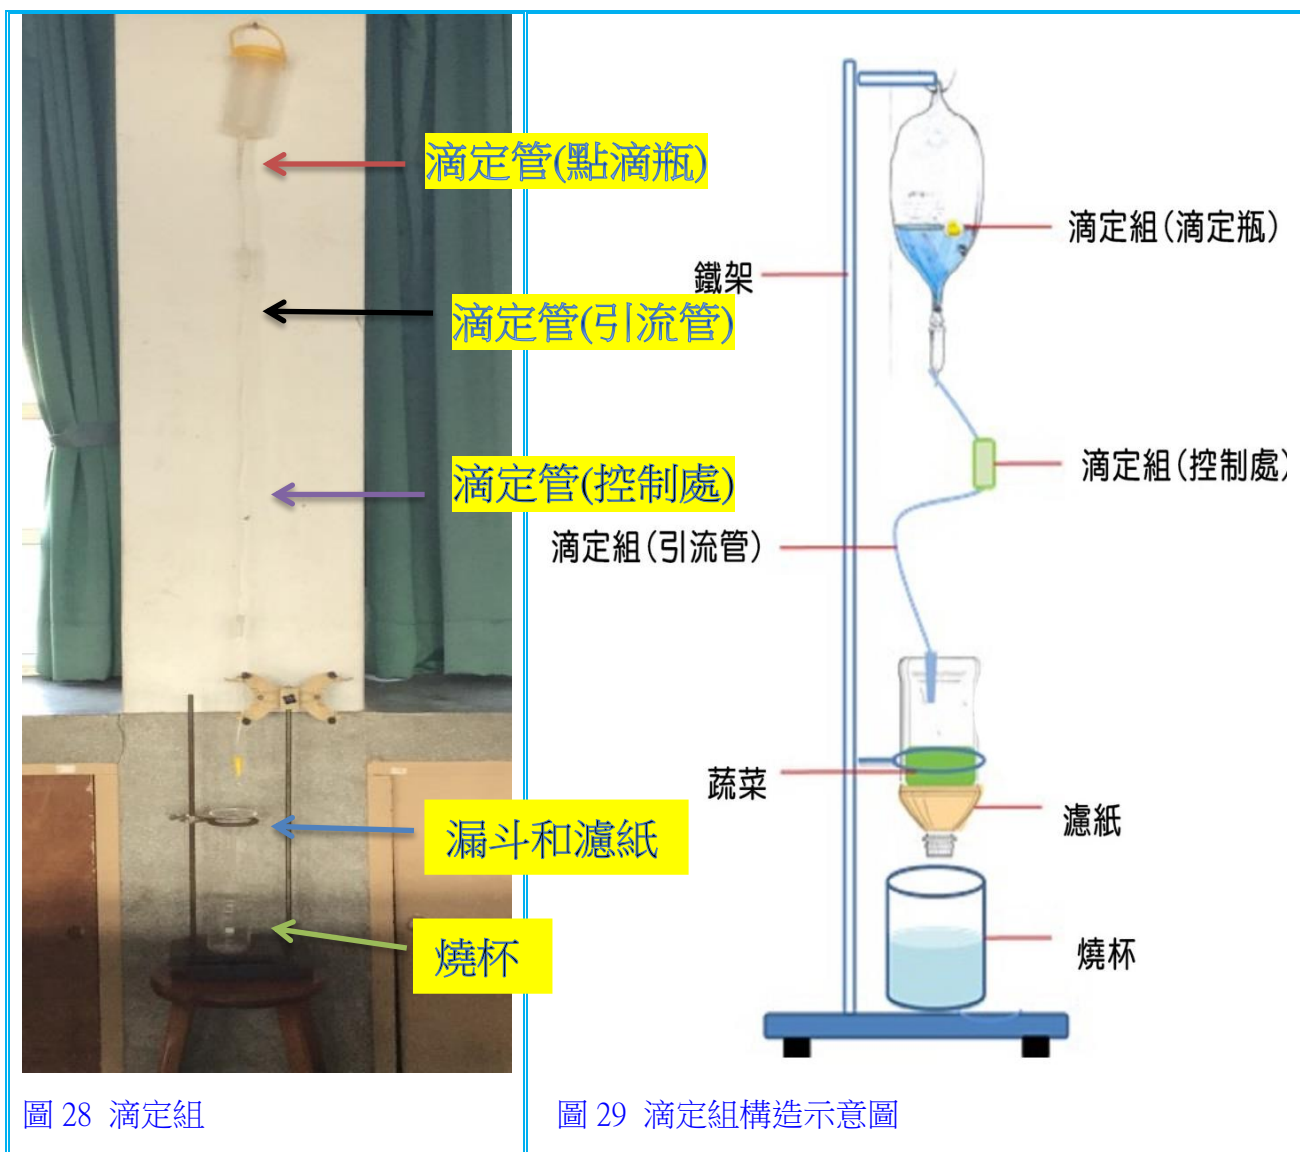 滴定管(點滴瓶)
滴定管(引流管)
滴定管(控制處)
漏斗和濾紙
燒杯
圖 28 滴定組
滴定組(滴定瓶)
鐵架
滴定組(控制處)
滴定組(引流管)
蔬菜
濾紙
燒杯
圖 29 滴定組構造示意圖